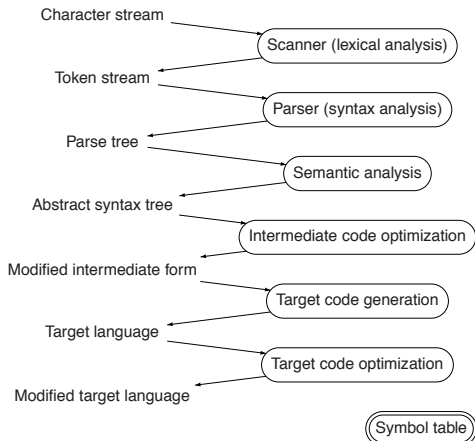 Character stream
Scanner (lexical analysis)
Token stream
Parser (syntax analysis)
Parse tree
Semantic analysis
Abstract syntax tree
Intermediate code optimization
Modified intermediate form
Target code generation
Target language
Target code optimization
Modified target language
Symbol table